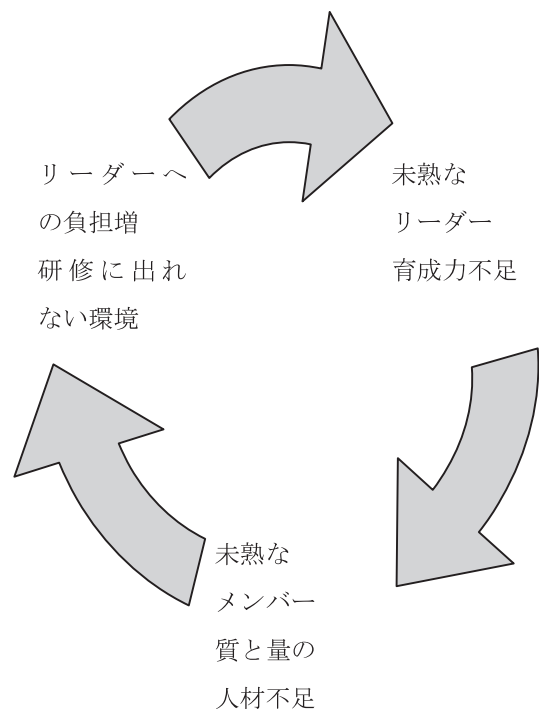 リーダーへ
の負担増
研修に出れ
ない環境
未熟な
リーダー
育成力不足
未熟な
メンバー
質と量の
人材不足